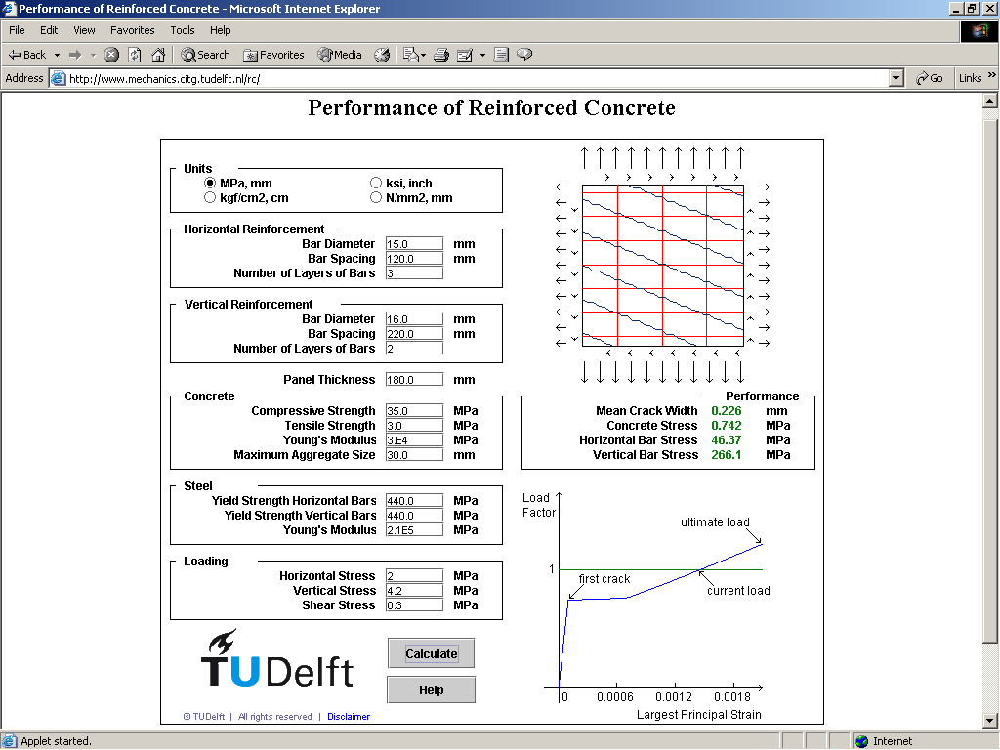 Performance of Reinforced Concrete - Microsoft Internet Explorer
File Edit View Favorites Tools Help
Back Search Favorites Media
Address http://www.mechanics.citg.tudelft.nl/rc/ Go Links »
Performance of Reinforced Concrete
Units
MPa, mm ksi, inch
kgf/cm2, cm N/mm2, mm
Horizontal Reinforcement
Bar Diameter 15.0 mm
Bar Spacing 120.0 mm
Number of Layers of Bars 3
Vertical Reinforcement
Bar Diameter 16.0 mm
Bar Spacing 220.0 mm
Number of Layers of Bars 2
Panel Thickness 180.0 mm
Concrete
Compressive Strength 35.0 MPa
Tensile Strength 3.0 MPa
Young's Modulus 3.E4 MPa
Maximum Aggregate Size 30.0 mm
Steel
Yield Strength Horizontal Bars 440.0 MPa
Yield Strength Vertical Bars 440.0 MPa
Young's Modulus 2.1E5 MPa
Loading
Horizontal Stress 2 MPa
Vertical Stress 4.2 MPa
Shear Stress 0.3 MPa
TUDelft
Calculate
Help
© TUDelft | All rights reserved | Disclaimer
Performance
Mean Crack Width 0.226 mm
Concrete Stress 0.742 MPa
Horizontal Bar Stress 46.37 MPa
Vertical Bar Stress 266.1 MPa
Load
Factor
ultimate load
1
first crack
current load
0 0.0006 0.0012 0.0018
Largest Principal Strain
Applet started. Internet